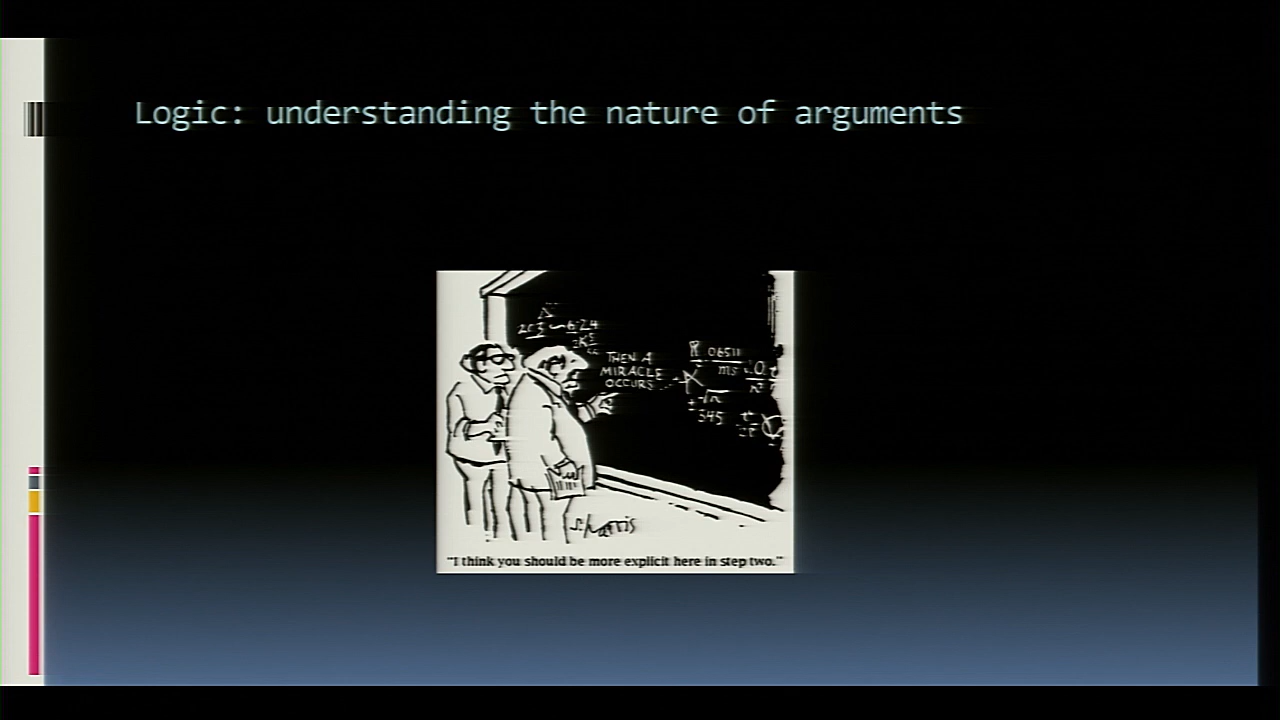 Logic: understanding the nature of arguments
THEN A
MIRACLE
OCCURS
S. harris
"I think you should be more explicit here in step two."